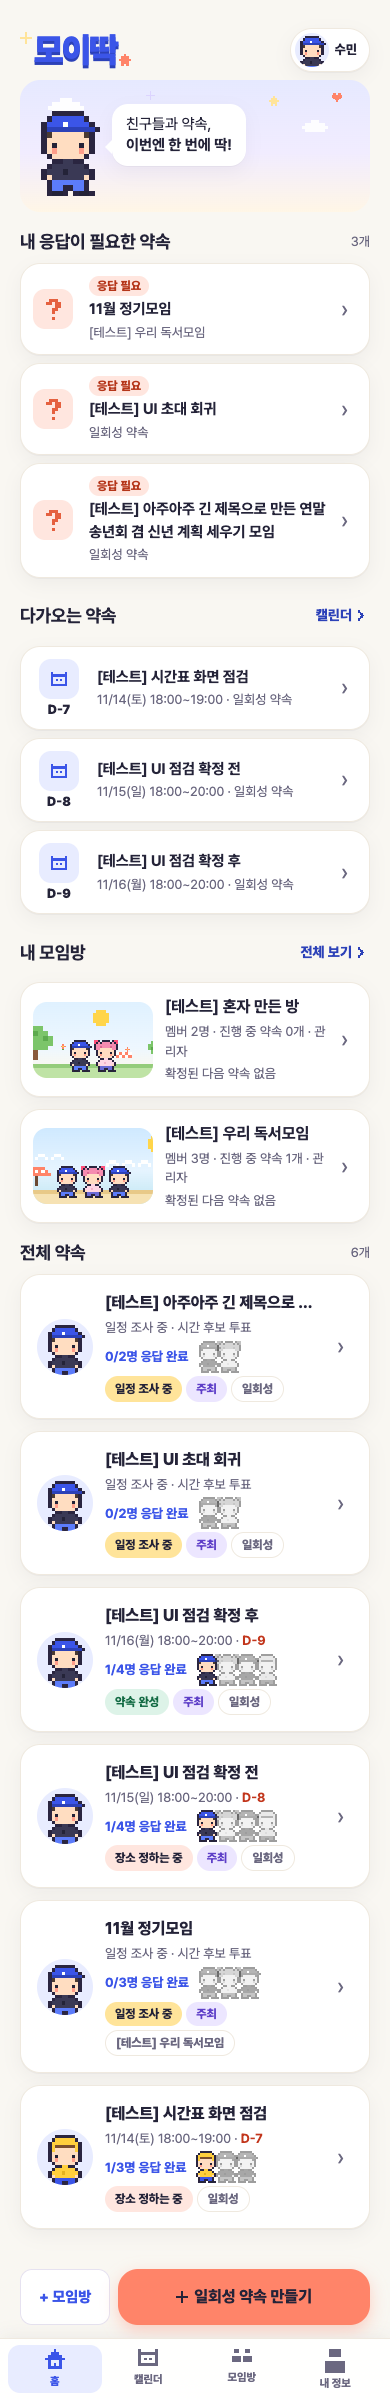 모이딱
수민
친구들과 약속,
이번엔 한 번에 딱!
내 응답이 필요한 약속
3개
응답 필요
11월 정기모임
[테스트] 우리 독서모임
응답 필요
[테스트] UI 초대 회귀
일회성 약속
응답 필요
[테스트] 아주아주 긴 제목으로 만든 연말
송년회 겸 신년 계획 세우기 모임
일회성 약속
다가오는 약속
캘린더
D-7
[테스트] 시간표 화면 점검
11/14(토) 18:00~19:00 · 일회성 약속
D-8
[테스트] UI 점검 확정 전
11/15(일) 18:00~20:00 · 일회성 약속
D-9
[테스트] UI 점검 확정 후
11/16(월) 18:00~20:00 · 일회성 약속
내 모임방
전체 보기
[테스트] 혼자 만든 방
멤버 2명 · 진행 중 약속 0개 · 관
리자
확정된 다음 약속 없음
[테스트] 우리 독서모임
멤버 3명 · 진행 중 약속 1개 · 관
리자
확정된 다음 약속 없음
전체 약속
6개
[테스트] 아주아주 긴 제목으로 ...
일정 조사 중 · 시간 후보 투표
0/2명 응답 완료
일정 조사 중 주최 일회성
[테스트] UI 초대 회귀
일정 조사 중 · 시간 후보 투표
0/2명 응답 완료
일정 조사 중 주최 일회성
[테스트] UI 점검 확정 후
11/16(월) 18:00~20:00 · D-9
1/4명 응답 완료
약속 완성 주최 일회성
[테스트] UI 점검 확정 전
11/15(일) 18:00~20:00 · D-8
1/4명 응답 완료
장소 정하는 중 주최 일회성
11월 정기모임
일정 조사 중 · 시간 후보 투표
0/3명 응답 완료
일정 조사 중 주최
[테스트] 우리 독서모임
[테스트] 시간표 화면 점검
11/14(토) 18:00~19:00 · D-7
1/3명 응답 완료
장소 정하는 중 일회성
+ 모임방
+ 일회성 약속 만들기
홈
캘린더
모임방
내 정보